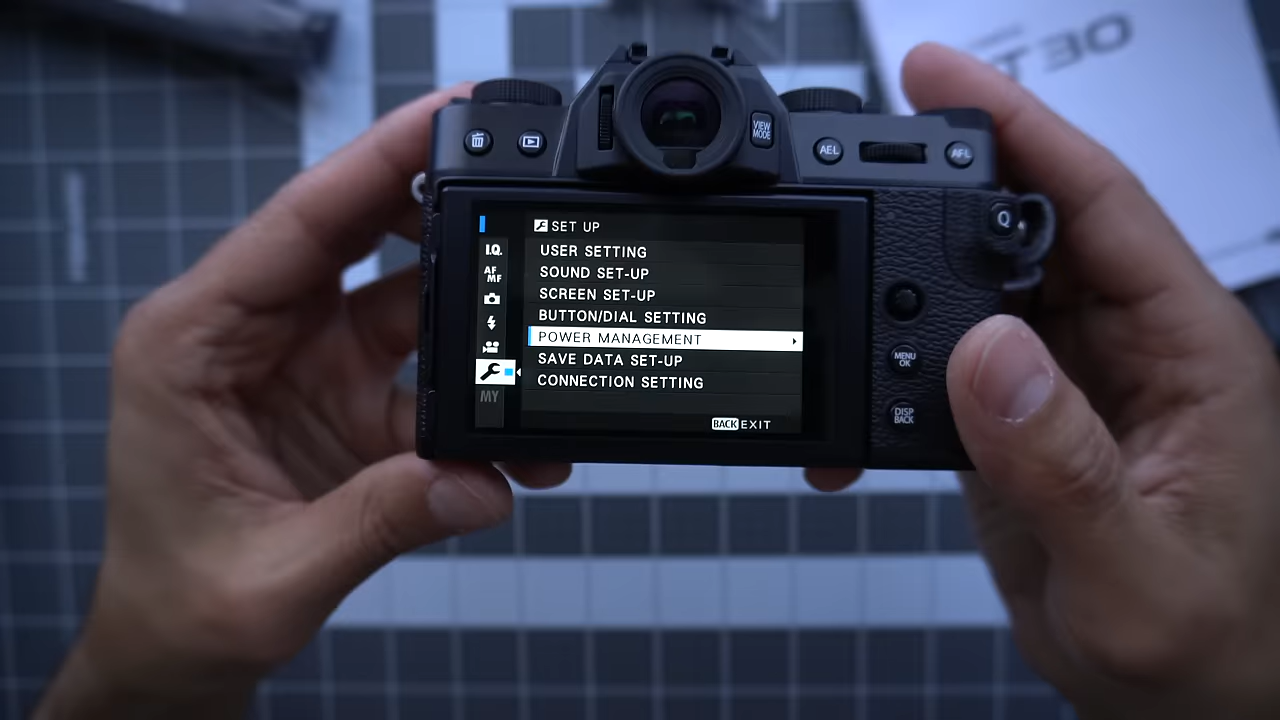 T30
VIEW
MODE
AEL
AFL
Q
SET UP
I.Q.
USER SETTING
AF
MF
SOUND SET-UP
SCREEN SET-UP
BUTTON/DIAL SETTING
POWER MANAGEMENT
SAVE DATA SET-UP
CONNECTION SETTING
MY
BACK EXIT
MENU
OK
DISP
BACK